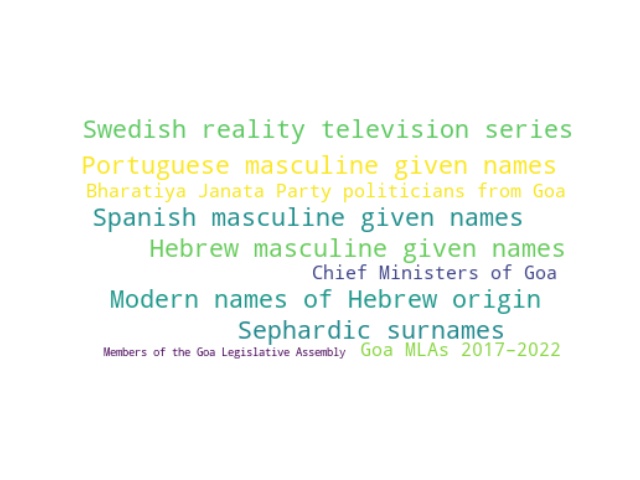 Swedish reality television series
Portuguese masculine given names
Bharatiya Janata Party politicians from Goa
Spanish masculine given names
Hebrew masculine given names
Chief Ministers of Goa
Modern names of Hebrew origin
Sephardic surnames
Members of the Goa Legislative Assembly Goa MLAs 2017–2022